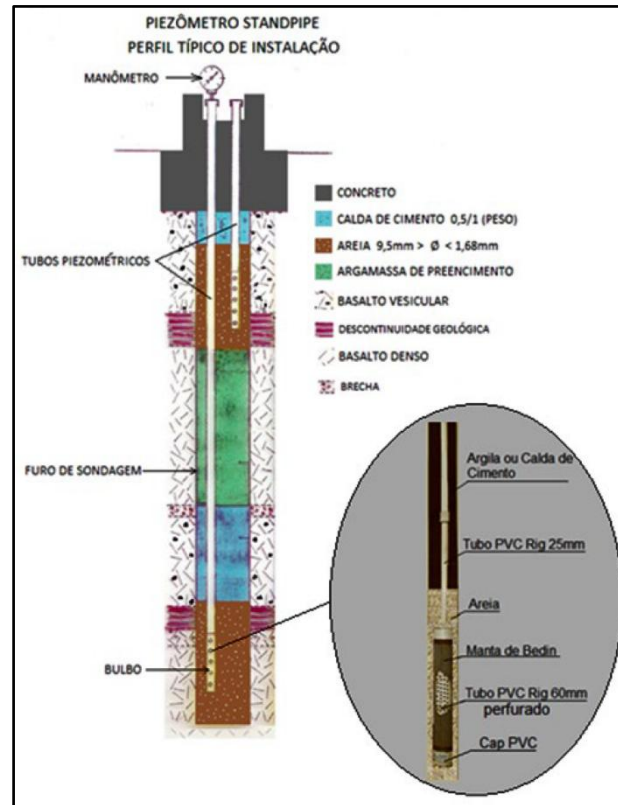 PIEZÔMETRO STANDPIPE
PERFIL TÍPICO DE INSTALAÇÃO
MANÔMETRO
CONCRETO
CALDA DE CIMENTO 0,5/1 (PESO)
AREIA 9,5mm > Ø < 1,68mm
ARGAMASSA DE PREENCIMENTO
BASALTO VESICULAR
DESCONTINUIDADE GEOLÓGICA
BASALTO DENSO
BRECHA
TUBOS PIEZOMÉTRICOS
FURO DE SONDAGEM
BULBO
Argila ou Calda de
Cimento
Tubo PVC Rig 25mm
Areia
Manta de Bedin
Tubo PVC Rig 60mm
perfurado
Cap PVC